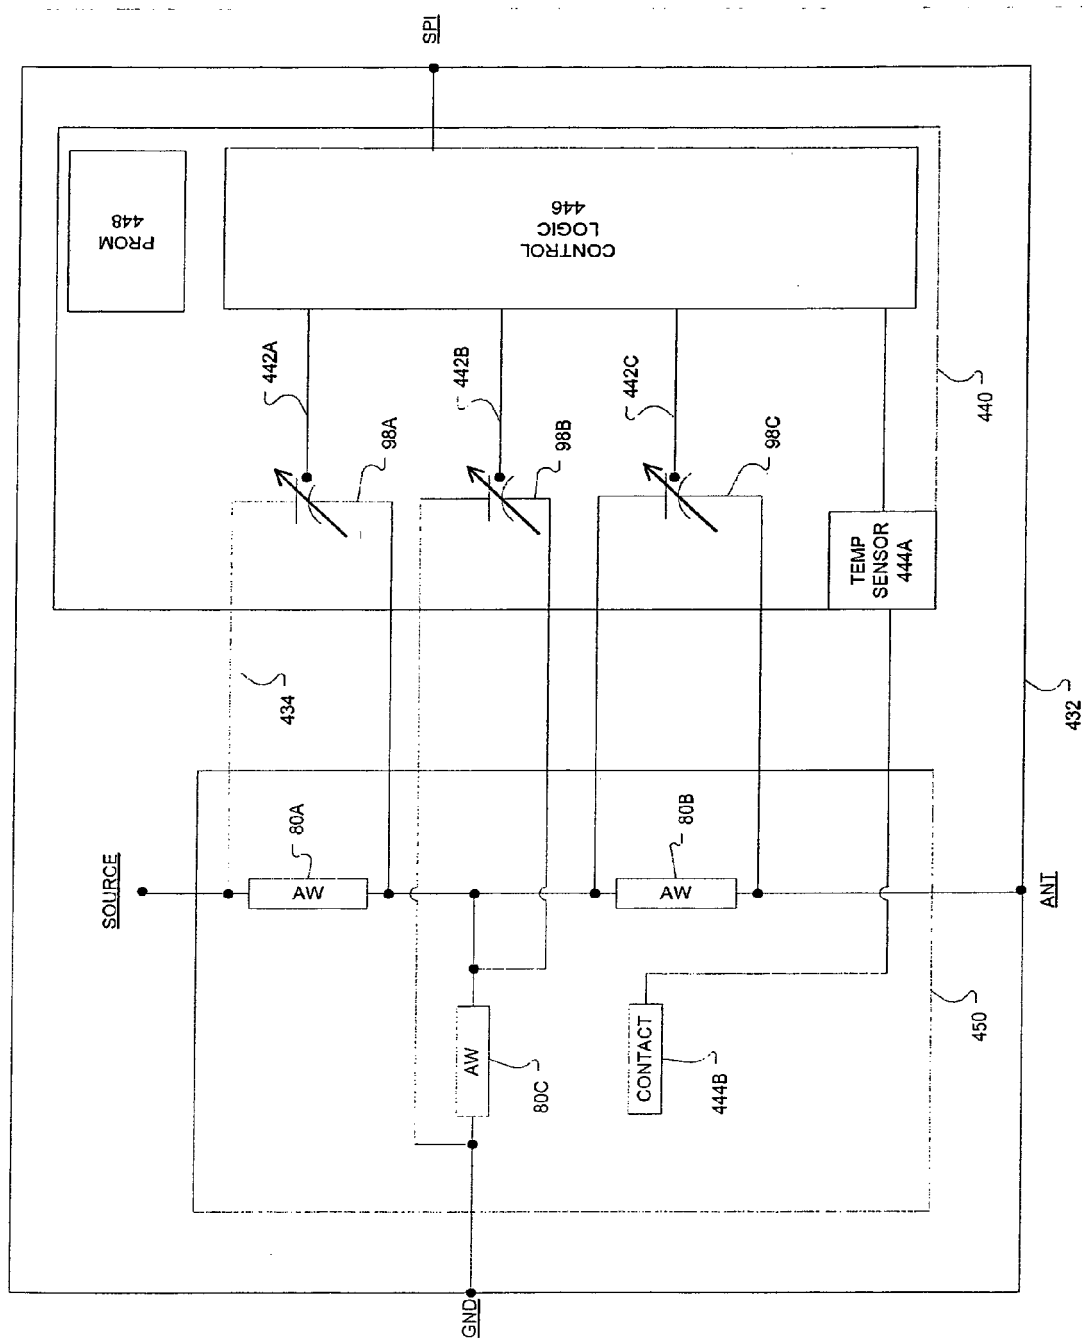 SPI
PROM
448
CONTROL
LOGIC
446
442A
442B
442C
98A
98B
98C
440
TEMP
SENSOR
444A
434
432
SOURCE
80A
AW
80B
AW
ANT
AW
80C
CONTACT
444B
450
GND